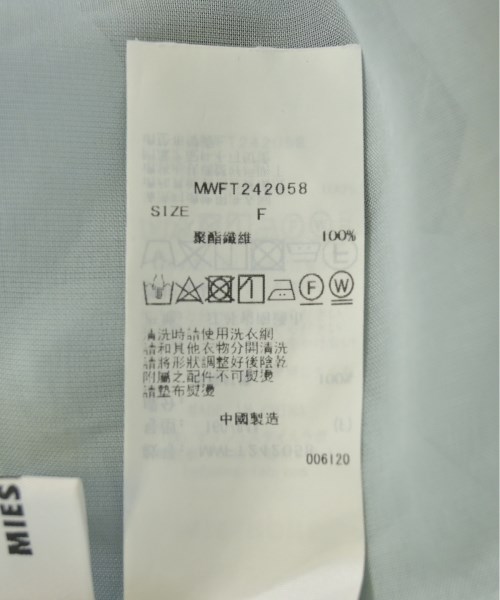 MWFT242058
SIZE F
聚酯纖維 100%
F W
清洗時請使用洗衣網
請和其他衣物分開清洗
請將形狀調整好後陰乾
附屬之配件不可熨燙
請墊布熨燙
中國製造
006120
MIES